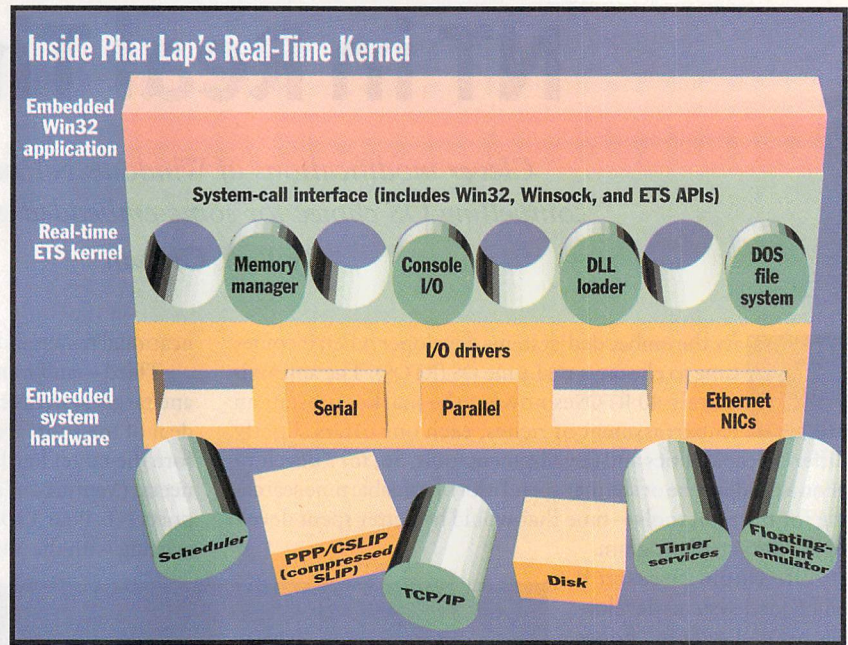 Inside Phar Lap's Real-Time Kernel
Embedded
Win32
application
System-call interface (includes Win32, Winsock, and ETS APIs)
Real-time
ETS kernel
Memory
manager
Console
I/O
DLL
loader
DOS
file
system
I/O drivers
Embedded
system
hardware
Serial
Parallel
Ethernet
NICs
Scheduler
PPP/CSLIP
(compressed
SLIP)
TCP/IP
Disk
Timer
services
Floating-
point
emulator